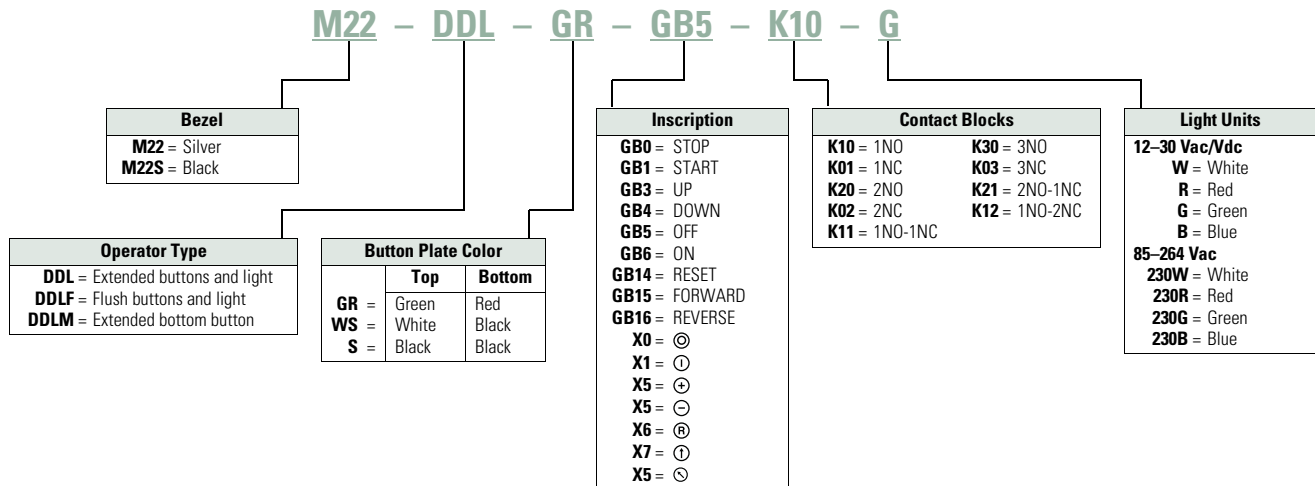 M22 – DDL – GR – GB5 – K10 – G
Bezel
M22 = Silver
M22S = Black
Operator Type
DDL = Extended buttons and light
DDLF = Flush buttons and light
DDLM = Extended bottom button
Button Plate Color
Top Bottom
GR = Green Red
WS = White Black
S = Black Black
Inscription
GB0 = STOP
GB1 = START
GB3 = UP
GB4 = DOWN
GB5 = OFF
GB6 = ON
GB14 = RESET
GB15 = FORWARD
GB16 = REVERSE
X0 = ⓞ
X1 = Ⓘ
X5 = ⊕
X5 = ⊖
X6 = Ⓡ
X7 =
X5 =
Contact Blocks
K10 = 1NO K30 = 3NO
K01 = 1NC K03 = 3NC
K20 = 2NO K21 = 2NO-1NC
K02 = 2NC K12 = 1NO-2NC
K11 = 1NO-1NC
Light Units
12–30 Vac/Vdc
W = White
R = Red
G = Green
B = Blue
85–264 Vac
230W = White
230R = Red
230G = Green
230B = Blue